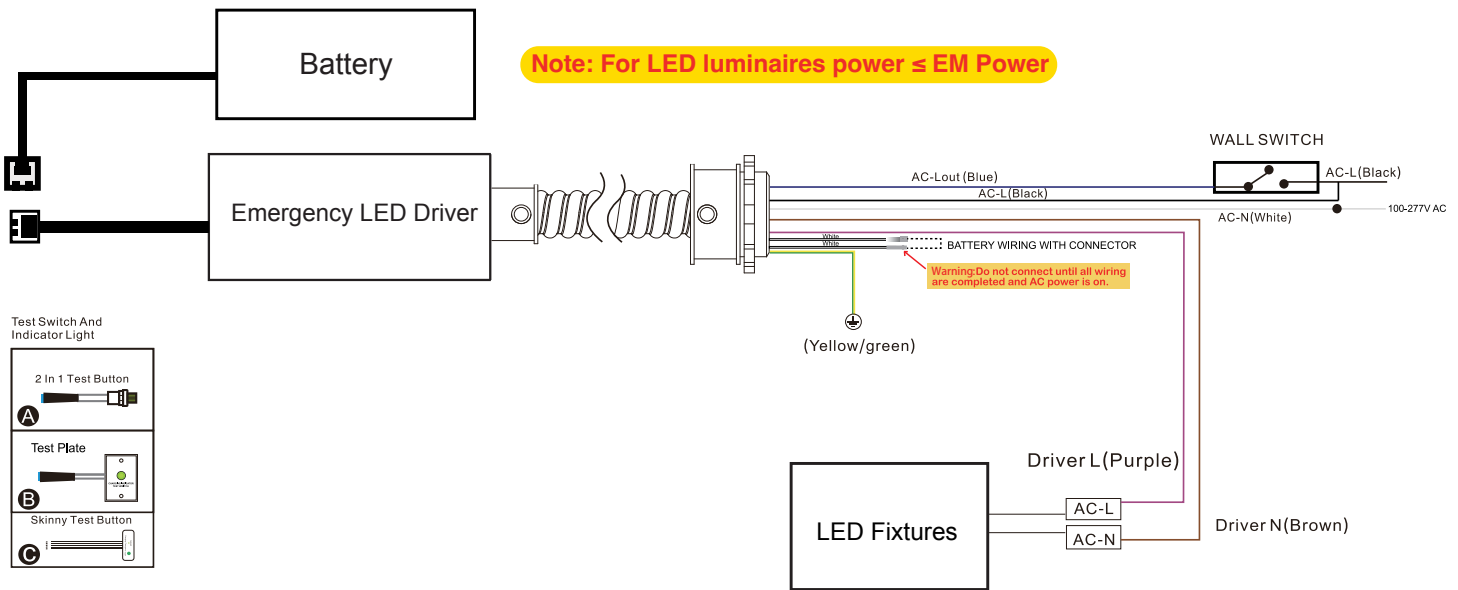 Battery
Note: For LED luminaires power ≤ EM Power
WALL SWITCH
AC-Lout (Blue)
AC-L(Black)
AC-L(Black)
Emergency LED Driver
AC-N(White)
100-277V AC
White
White
BATTERY WIRING WITH CONNECTOR
Warning:Do not connect until all wiring
are completed and AC power is on.
(Yellow/green)
Test Switch And
Indicator Light
2 In 1 Test Button
A
Test Plate
B
Skinny Test Button
C
Driver L(Purple)
AC-L
LED Fixtures
Driver N(Brown)
AC-N